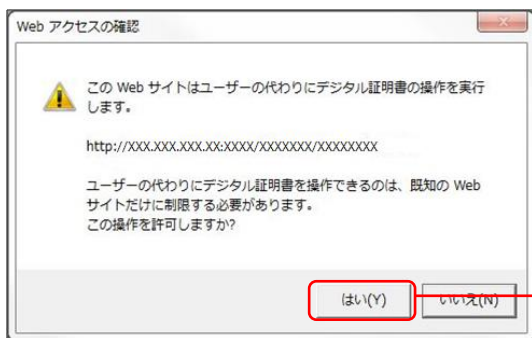 Web アクセスの確認
この Web サイトはユーザーの代わりにデジタル証明書の操作を実行
します。
http://XXX.XXX.XXX.XX:XXXX/XXXXXXX/XXXXXXXX
ユーザーの代わりにデジタル証明書を操作できるのは、既知の Web
サイトだけに制限する必要があります。
この操作を許可しますか?
はい(Y)
いいえ(N)